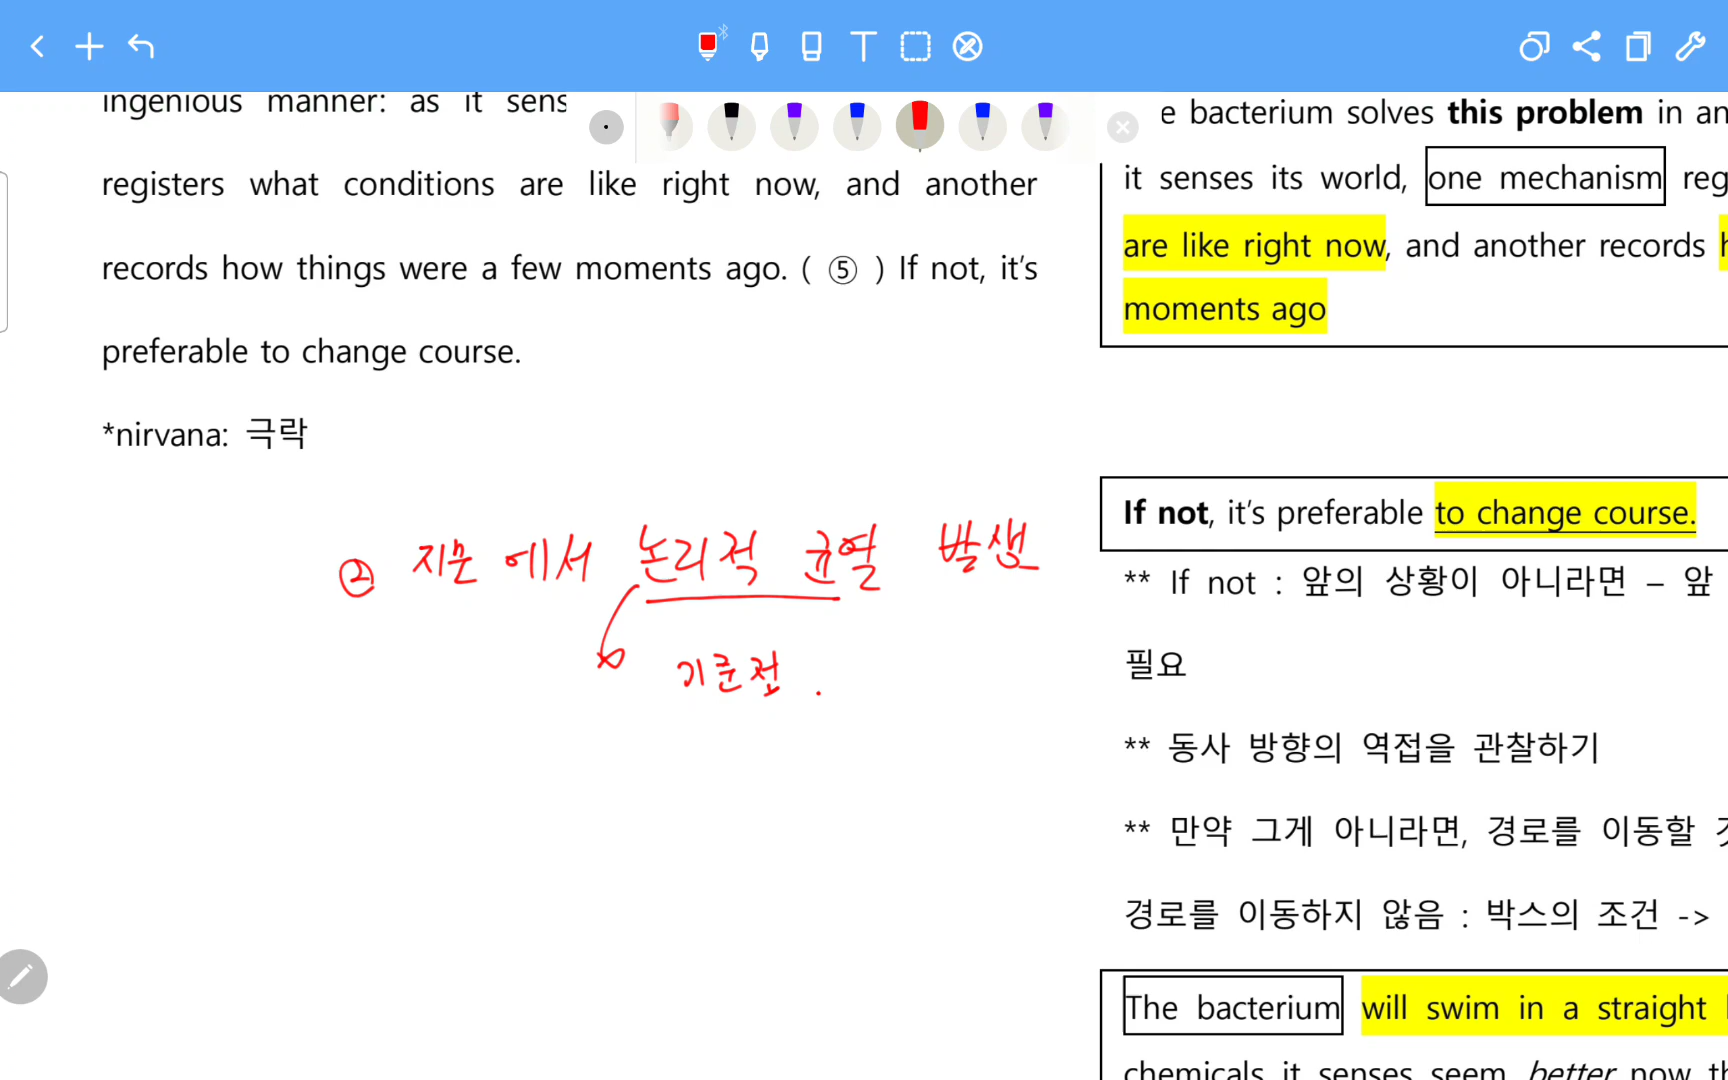 ingenious manner: as it sens
registers what conditions are like right now, and another
records how things were a few moments ago. ( ⑤ ) If not, it's
preferable to change course.
*nirvana: 극락
② 지문에서 논리적 균열 발생
기준점.
e bacterium solves this problem in an
it senses its world, one mechanism reg
are like right now, and another records h
moments ago
If not, it's preferable to change course.
** If not : 앞의 상황이 아니라면 – 앞
필요
** 동사 방향의 역접을 관찰하기
** 만약 그게 아니라면, 경로를 이동할
경로를 이동하지 않음 : 박스의 조건 ->
The bacterium will swim in a straight
chemicals it senses seem better now th